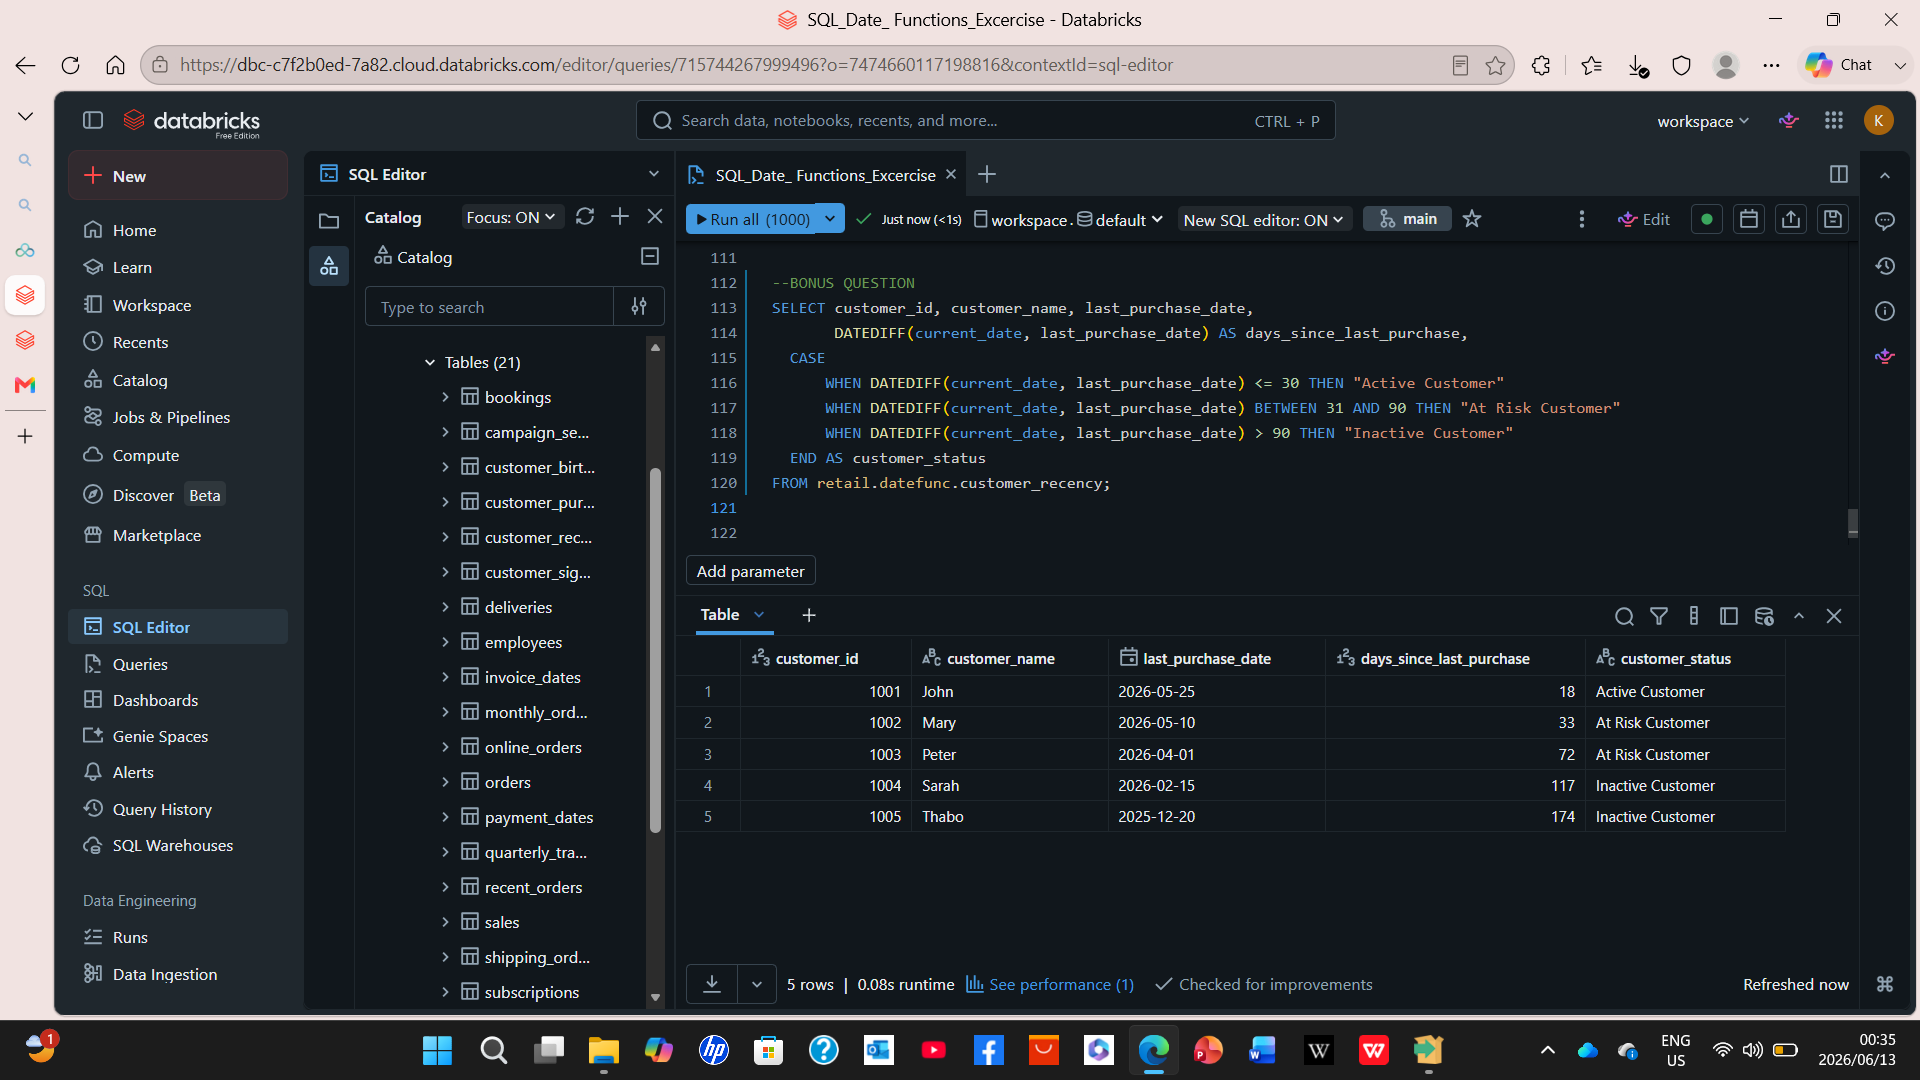 SQL_Date_ Functions_Excercise - Databricks
https://dbc-c7f2b0ed-7a82.cloud.databricks.com/editor/queries/715744267999496?o=7474660117198816&contextId=sql-editor
Chat
databricks
Free Edition
Search data, notebooks, recents, and more...
CTRL + P
workspace
K
New
Home
Learn
Workspace
Recents
Catalog
Jobs & Pipelines
Compute
Discover
Beta
Marketplace
SQL
SQL Editor
Queries
Dashboards
Genie Spaces
Alerts
Query History
SQL Warehouses
Data Engineering
Runs
Data Ingestion
SQL Editor
Catalog
Focus: ON
Catalog
Type to search
Tables (21)
bookings
campaign_se...
customer_birt...
customer_pur...
customer_rec...
customer_sig...
deliveries
employees
invoice_dates
monthly_ord...
online_orders
orders
payment_dates
quarterly_tra...
recent_orders
sales
shipping_ord...
subscriptions
SQL_Date_ Functions_Excercise
Run all (1000)
Just now (<1s)
workspace . default
New SQL editor: ON
main
Edit
111
112 --BONUS QUESTION
113 SELECT customer_id, customer_name, last_purchase_date,
114 DATEDIFF(current_date, last_purchase_date) AS days_since_last_purchase,
115 CASE
116 WHEN DATEDIFF(current_date, last_purchase_date) <= 30 THEN "Active Customer"
117 WHEN DATEDIFF(current_date, last_purchase_date) BETWEEN 31 AND 90 THEN "At Risk Customer"
118 WHEN DATEDIFF(current_date, last_purchase_date) > 90 THEN "Inactive Customer"
119 END AS customer_status
120 FROM retail.datefunc.customer_recency;
121
122
Add parameter
Table
customer_id customer_name last_purchase_date days_since_last_purchase customer_status
1 1001 John 2026-05-25 18 Active Customer
2 1002 Mary 2026-05-10 33 At Risk Customer
3 1003 Peter 2026-04-01 72 At Risk Customer
4 1004 Sarah 2026-02-15 117 Inactive Customer
5 1005 Thabo 2025-12-20 174 Inactive Customer
5 rows | 0.08s runtime
See performance (1)
Checked for improvements
Refreshed now
1
ENG
US
00:35
2026/06/13